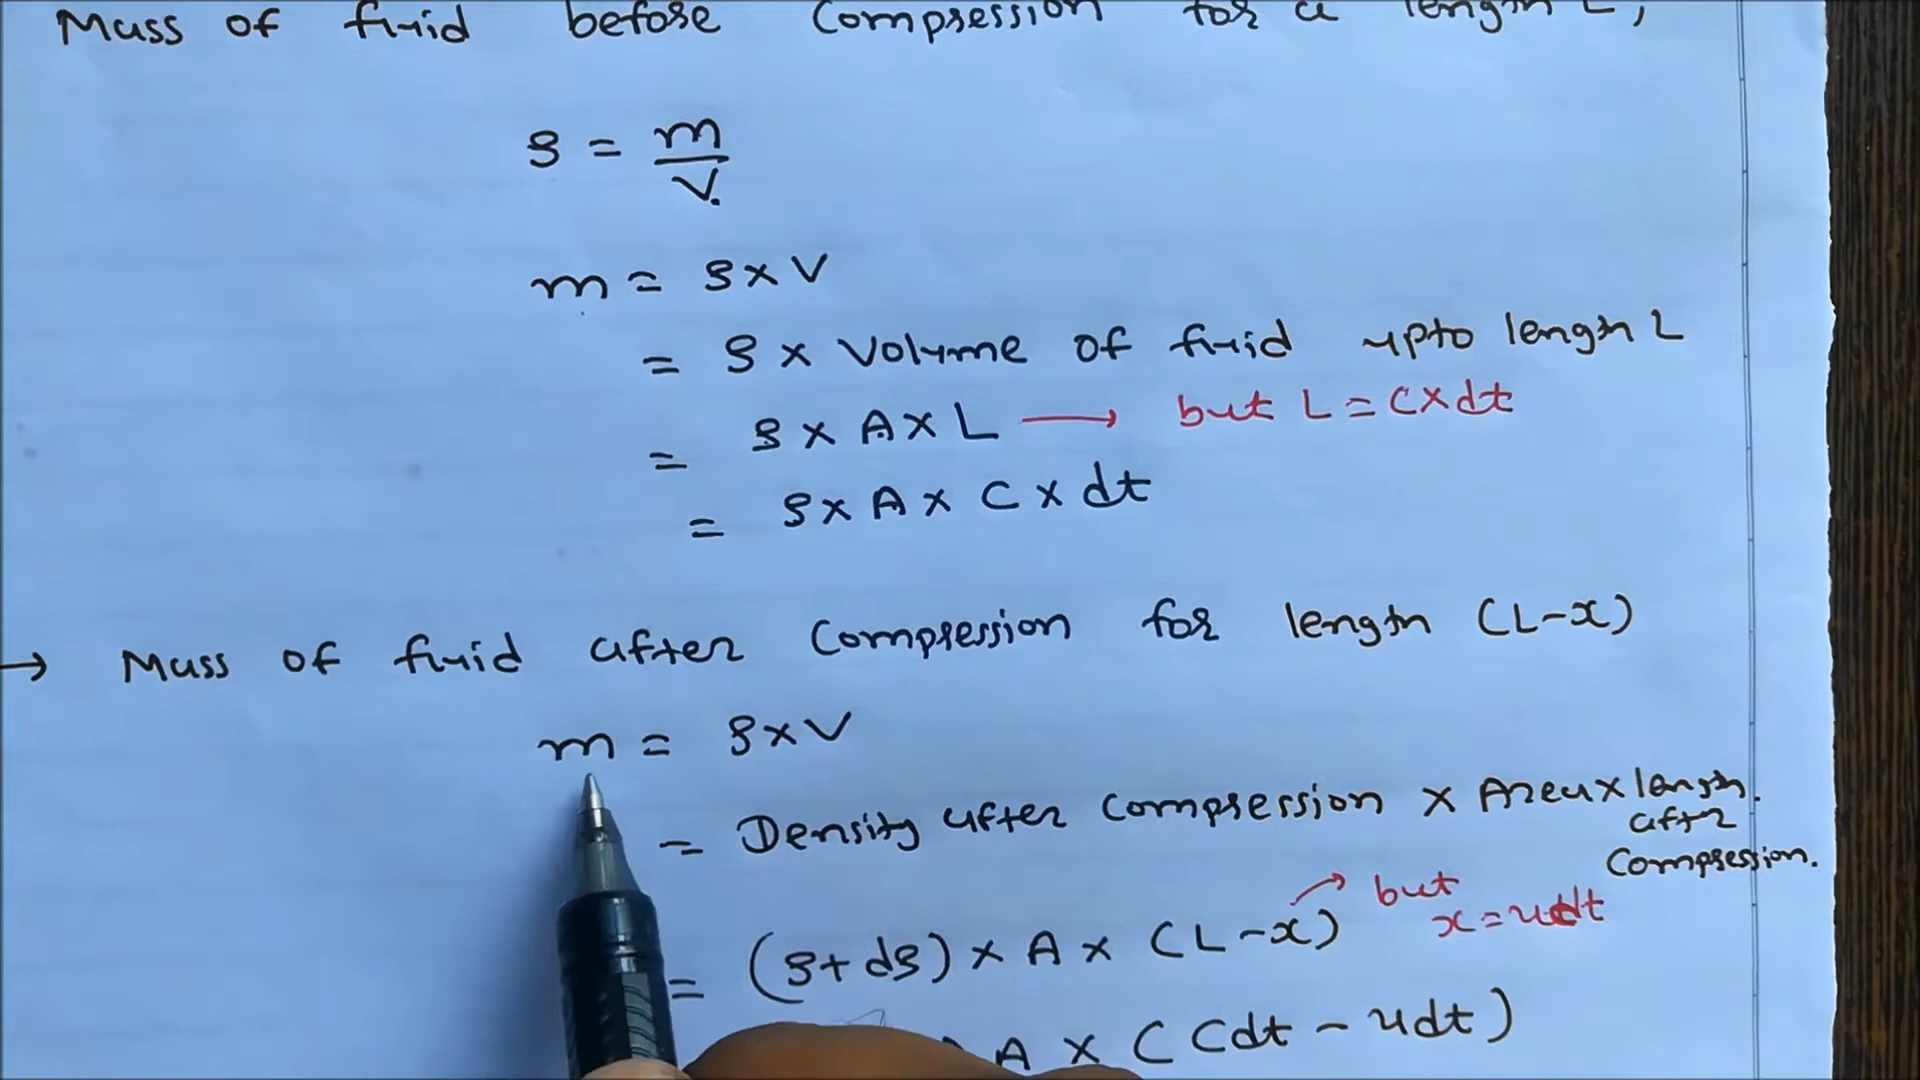 Mass of fluid before Compression for a length L,
ρ = m/V.
m = ρ × V
= ρ × Volume of fluid upto length L
= ρ × A × L → but L = C × dt
= ρ × A × C × dt
→ Mass of fluid after Compression for length (L-x)
m = ρ × V
= Density after compression × Area × length after Compression.
= (ρ + dρ) × A × (L - x) → but x = udt
A × (Cdt - udt)